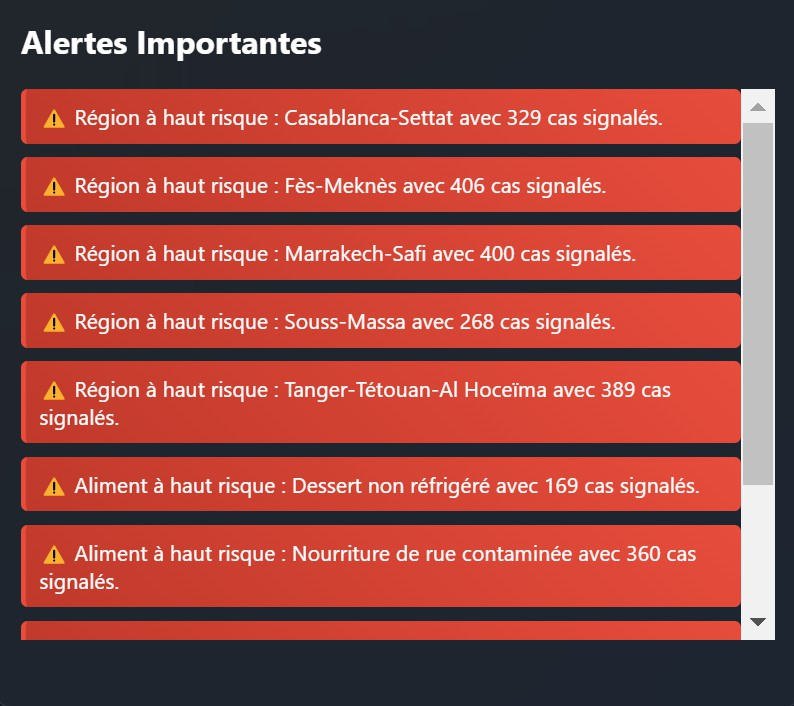 Alertes Importantes
⚠️ Région à haut risque : Casablanca-Settat avec 329 cas signalés.
⚠️ Région à haut risque : Fès-Meknès avec 406 cas signalés.
⚠️ Région à haut risque : Marrakech-Safi avec 400 cas signalés.
⚠️ Région à haut risque : Souss-Massa avec 268 cas signalés.
⚠️ Région à haut risque : Tanger-Tétouan-Al Hoceïma avec 389 cas
signalés.
⚠️ Aliment à haut risque : Dessert non réfrigéré avec 169 cas signalés.
⚠️ Aliment à haut risque : Nourriture de rue contaminée avec 360 cas
signalés.